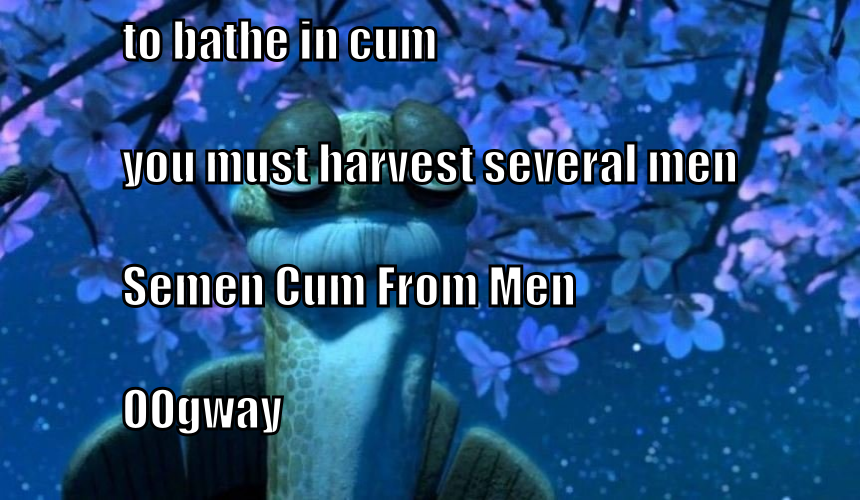 to bathe in cum
you must harvest several men
Semen Cum From Men
OOgway